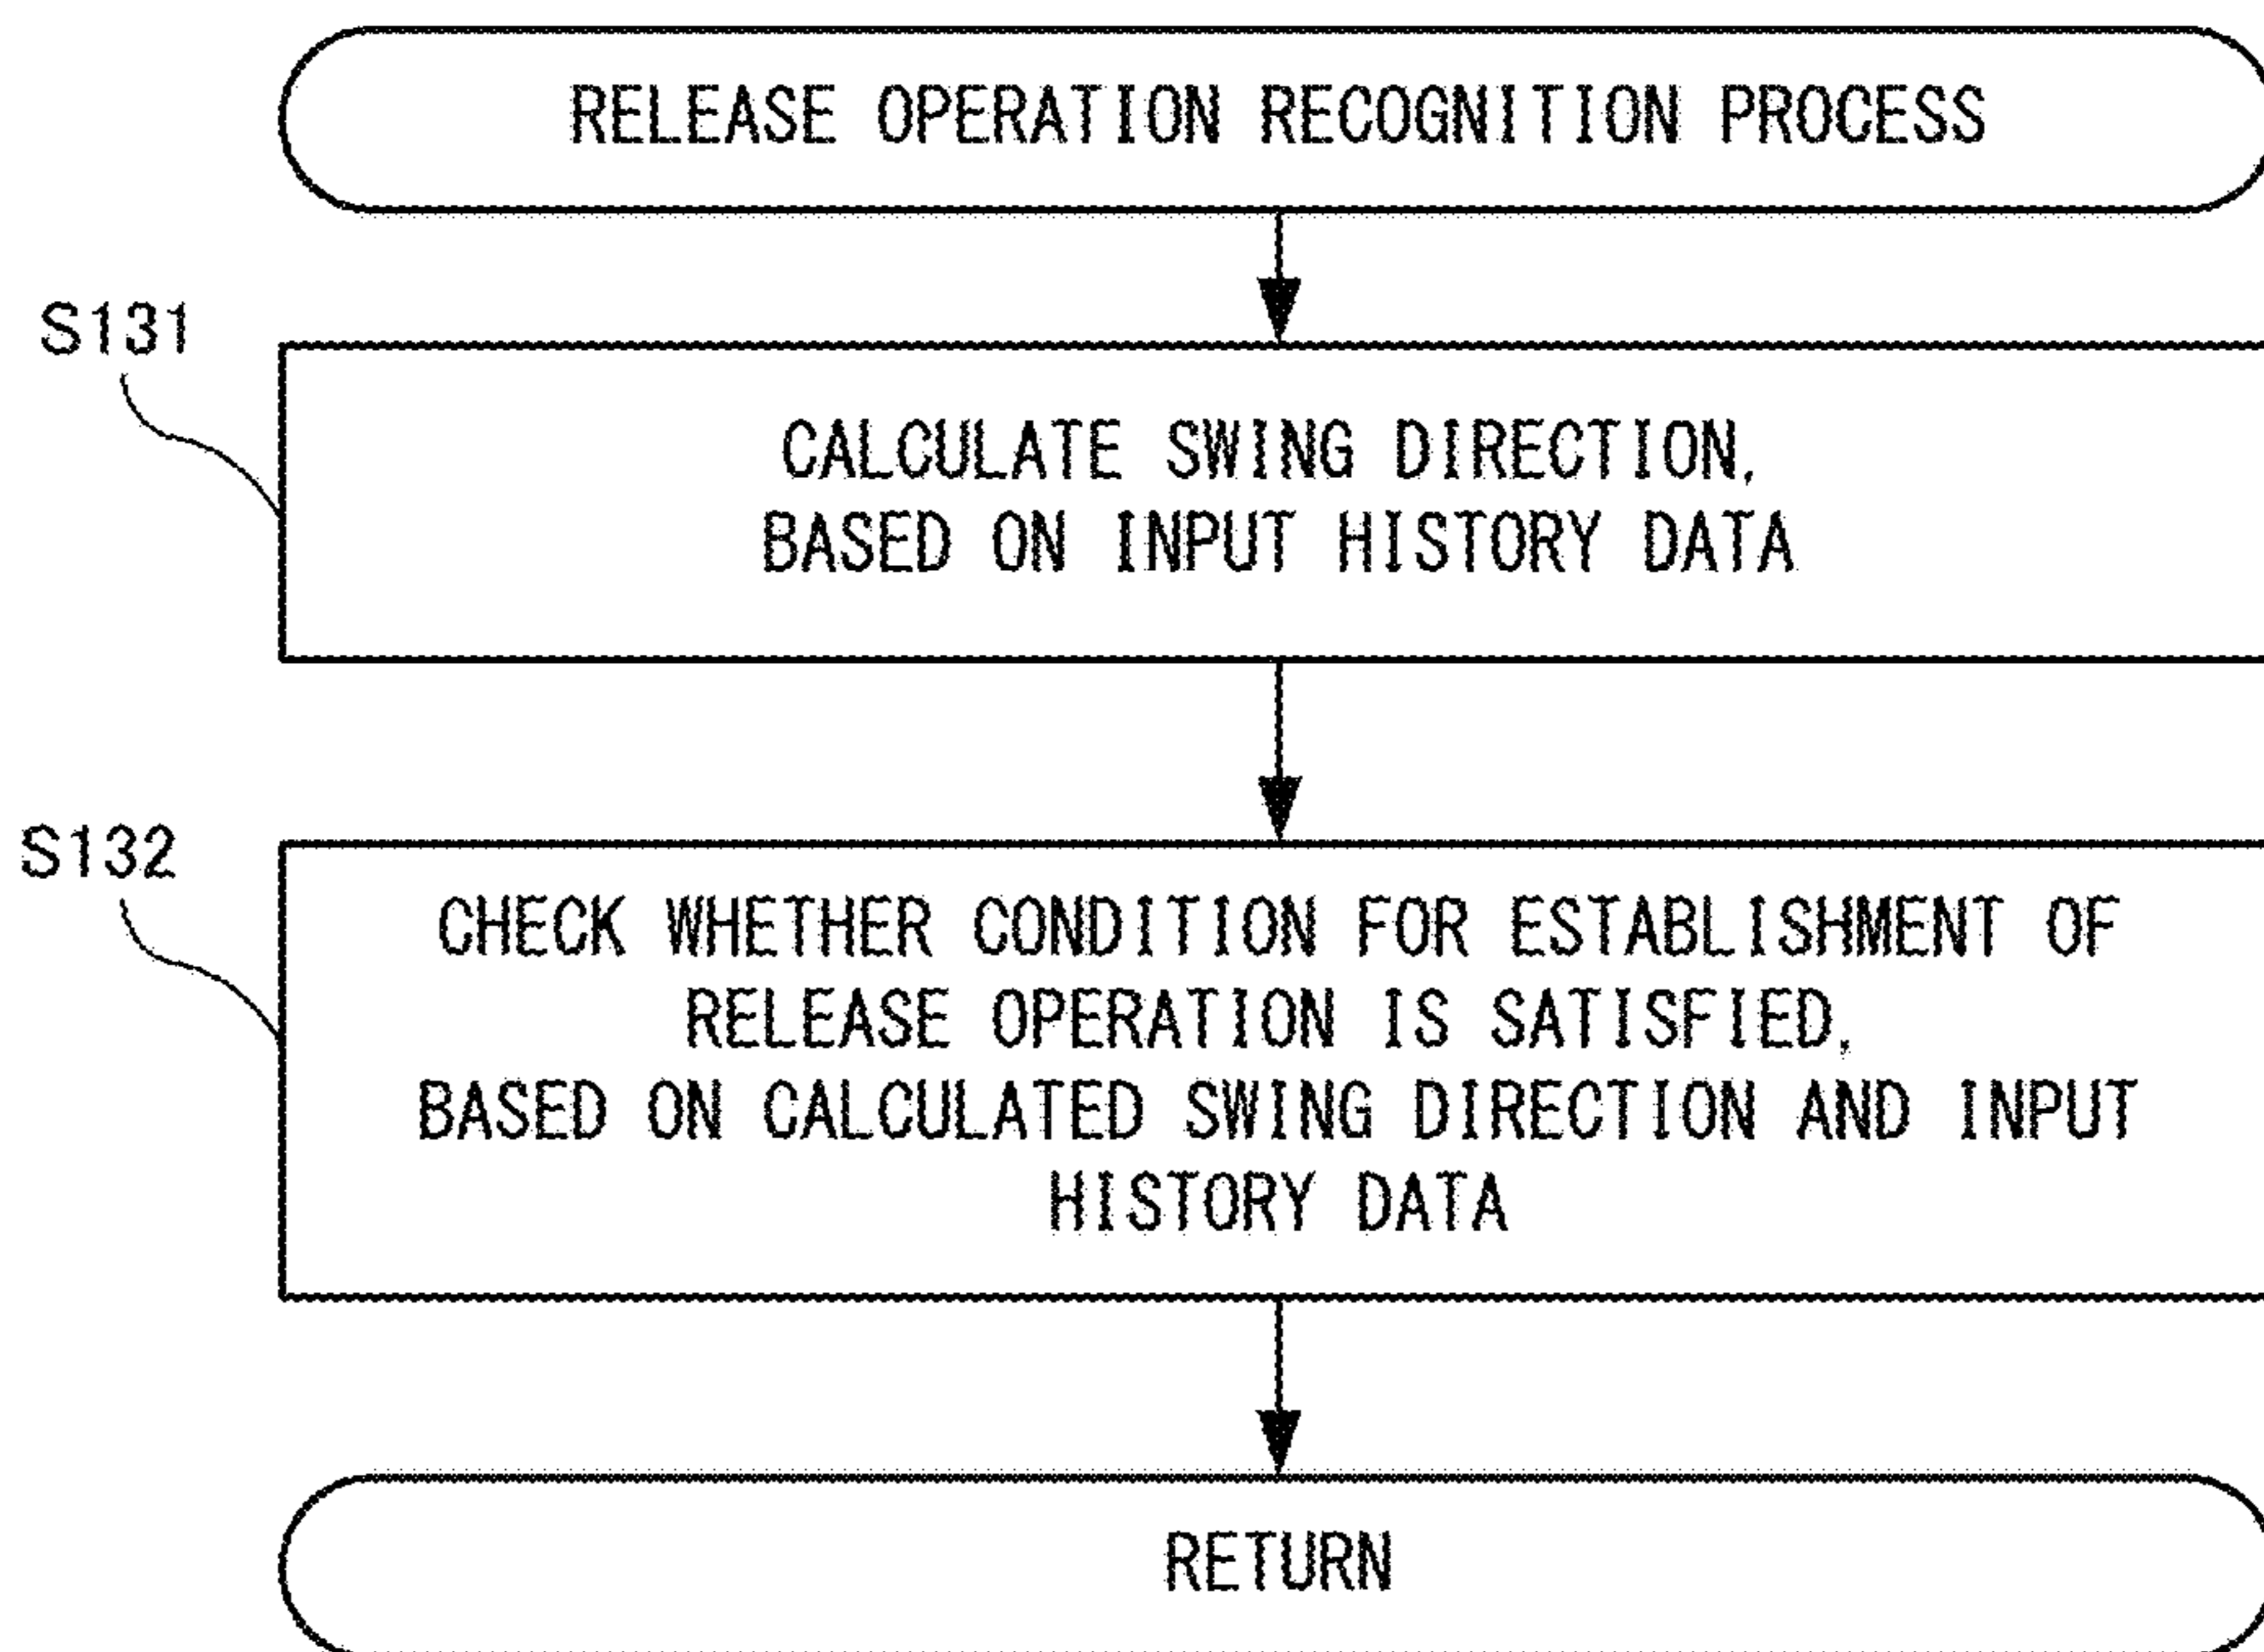 RELEASE OPERATION RECOGNITION PROCESS
S131
CALCULATE SWING DIRECTION,
BASED ON INPUT HISTORY DATA
S132
CHECK WHETHER CONDITION FOR ESTABLISHMENT OF
RELEASE OPERATION IS SATISFIED,
BASED ON CALCULATED SWING DIRECTION AND INPUT
HISTORY DATA
RETURN